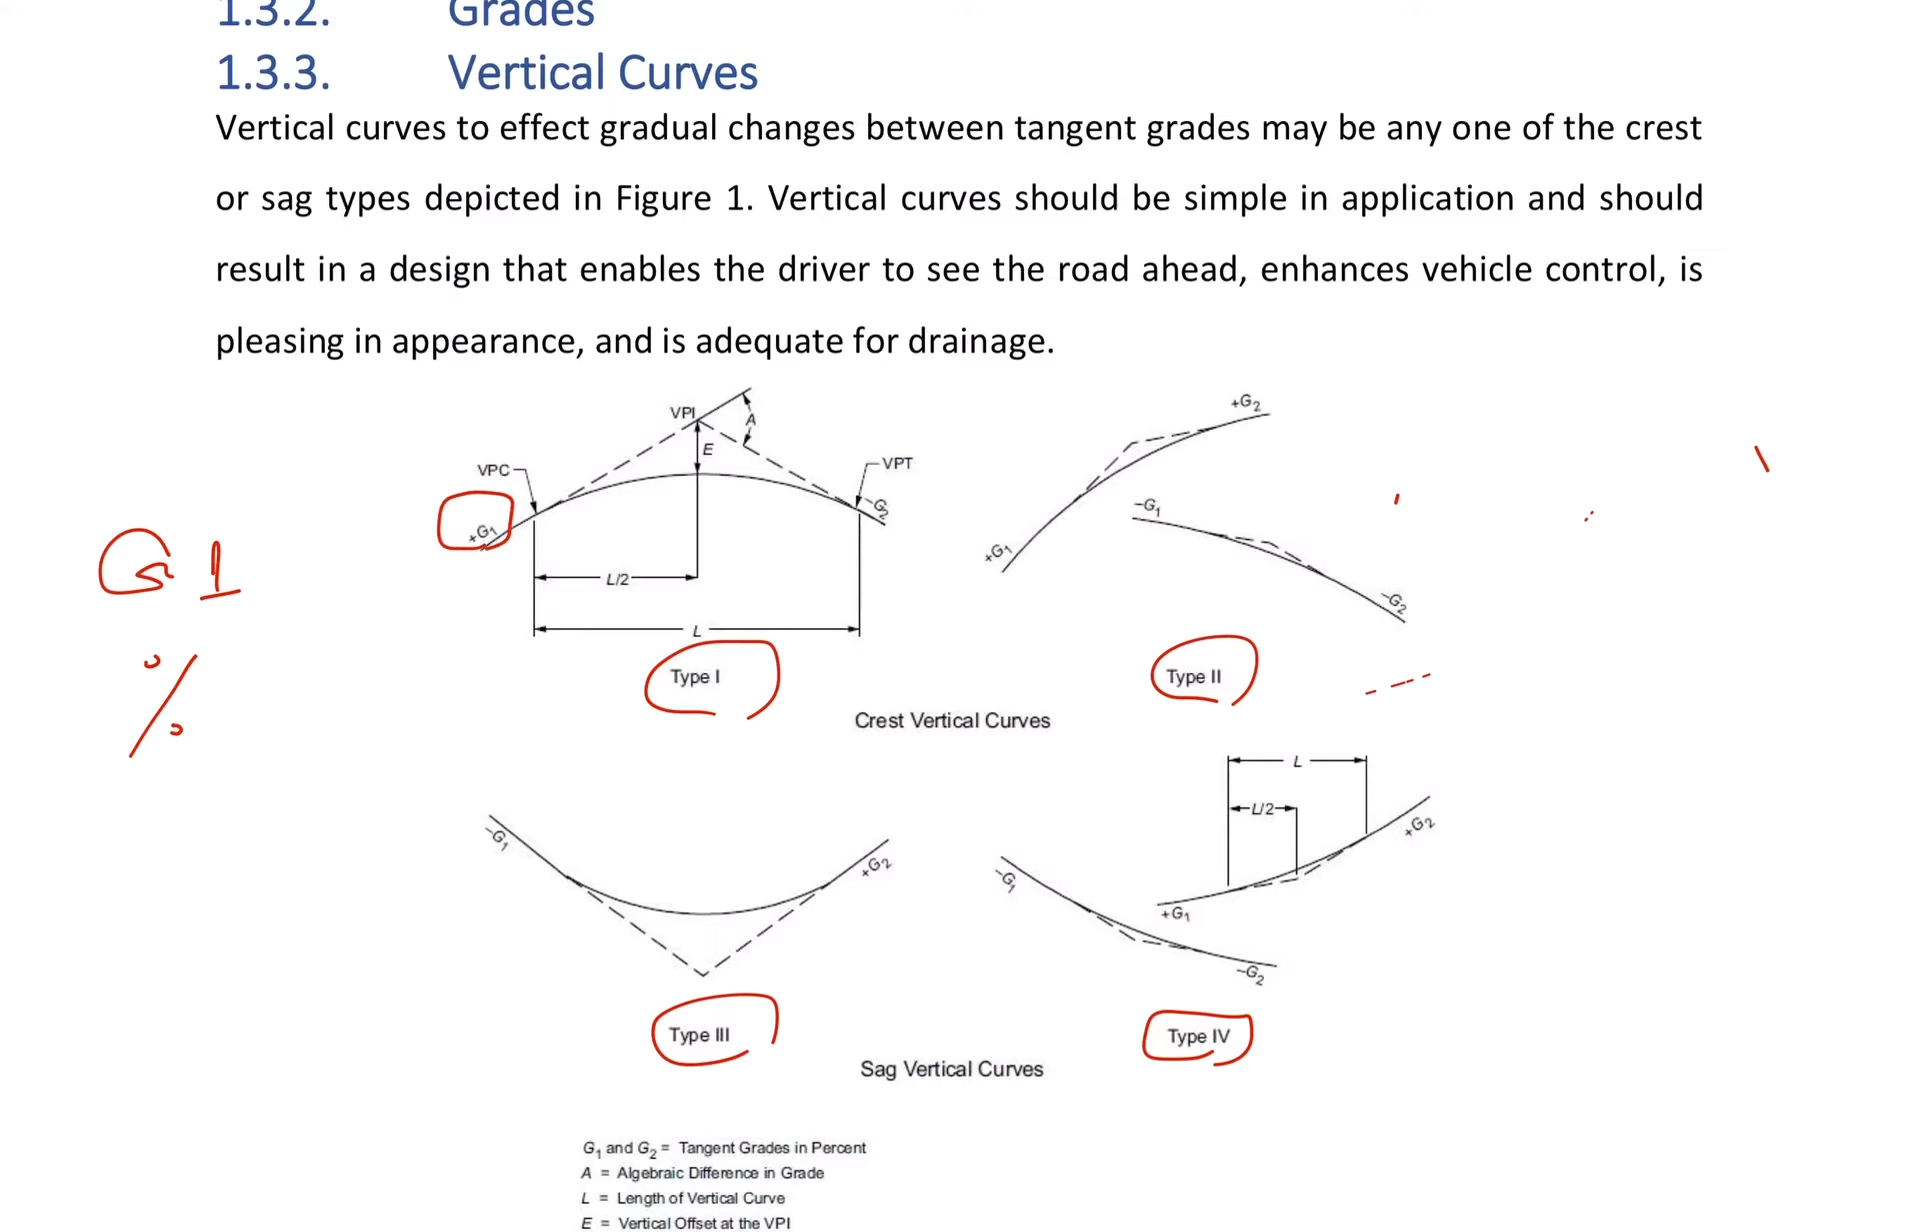 1.3.2. Grades
1.3.3. Vertical Curves
Vertical curves to effect gradual changes between tangent grades may be any one of the crest
or sag types depicted in Figure 1. Vertical curves should be simple in application and should
result in a design that enables the driver to see the road ahead, enhances vehicle control, is
pleasing in appearance, and is adequate for drainage.
VPI
A
E
VPC
VPT
+G₁
-G₂
L/2
L
+G₂
-G₁
+G₁
-G₂
G1
%
Type I
Type II
Crest Vertical Curves
L
L/2
-G₁
+G₂
-G₁
+G₂
+G₁
-G₂
Type III
Type IV
Sag Vertical Curves
G₁ and G₂ = Tangent Grades in Percent
A = Algebraic Difference in Grade
L = Length of Vertical Curve
E = Vertical Offset at the VPI